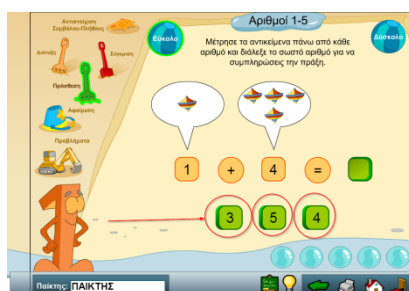 Αντιστοίχιση
Συμβόλου-Πλήθους
Διάταξη
Σύγκριση
Πρόσθεση
Αφαίρεση
Προβλήματα
Εύκολο
Αριθμοί 1-5
Δύσκολο
Μέτρησε τα αντικείμενα πάνω από κάθε
αριθμό και διάλεξε το σωστό αριθμό για να
συμπληρώσεις την πράξη.
1 + 4 =
3 5 4
Παίκτης: ΠΑΙΚΤΗΣ